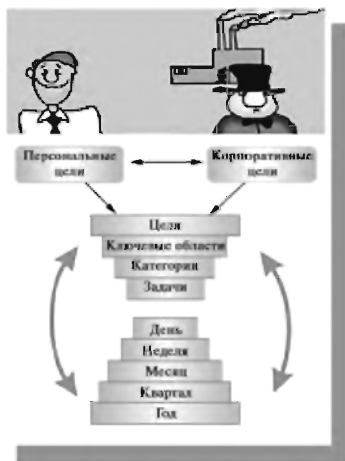 Персональные
цели
Корпоративные
цели
Цели
Ключевые области
Категории
Задачи
День
Неделя
Месяц
Квартал
Год